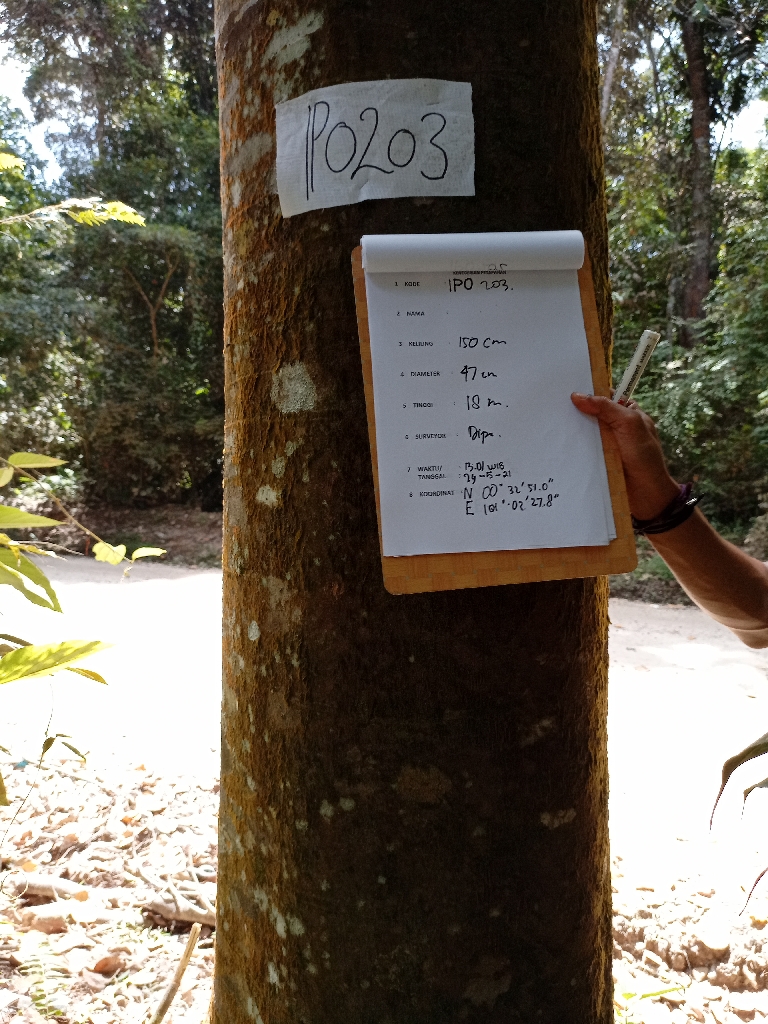 IPO203
1 KODE : IPO 203.
2 NAMA :
3 KELILING : 150 cm
4 DIAMETER : 47 cm
5 TINGGI : 18 m.
6 SURVEYOR : Dipa.
7 WAKTU/ : 13.01 WIB
TANGGAL : 29-5-21
8 KOORDINAT : N 00° 32' 51.0"
E 101° 02' 27.8"